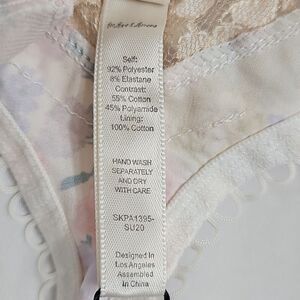 Self:
92% Polyester
8% Elastane
Contrast:
55% Cotton
45% Polyamide
Lining:
100% Cotton
HAND WASH
SEPARATELY
AND DRY
WITH CARE
SKPA1395-
SU20
Designed in
Los Angeles
Assembled
in China